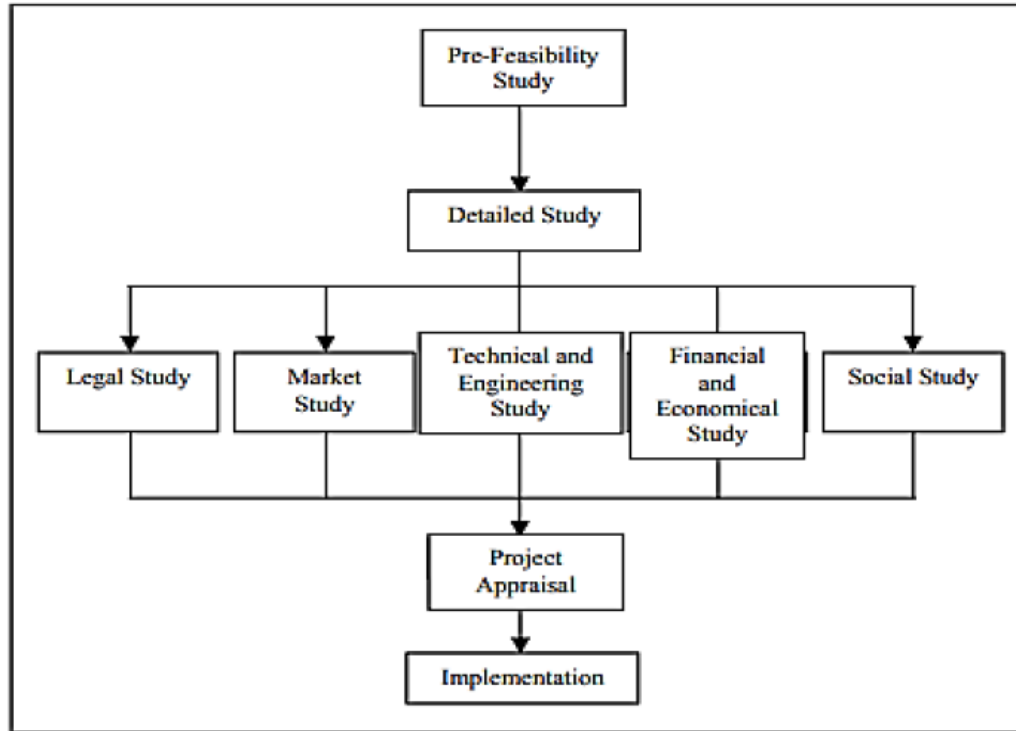 Pre-Feasibility
Study
Detailed Study
Legal Study
Market
Study
Technical and
Engineering
Study
Financial
and
Economical
Study
Social Study
Project
Appraisal
Implementation